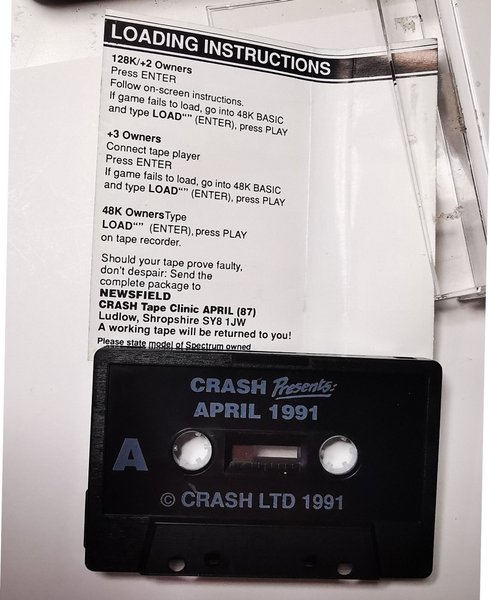 LOADING INSTRUCTIONS
128K/+2 Owners
Press ENTER
Follow on-screen instructions.
If game fails to load, go into 48K BASIC
and type LOAD“” (ENTER), press PLAY
+3 Owners
Connect tape player
Press ENTER
If game fails to load, go into 48K BASIC
and type LOAD“” (ENTER), press PLAY
48K OwnersType
LOAD“” (ENTER), press PLAY
on tape recorder.
Should your tape prove faulty,
don't despair: Send the
complete package to
NEWSFIELD
CRASH Tape Clinic APRIL (87)
Ludlow, Shropshire SY8 1JW
A working tape will be returned to you!
Please state model of Spectrum owned
CRASH Presents:
APRIL 1991
A
© CRASH LTD 1991